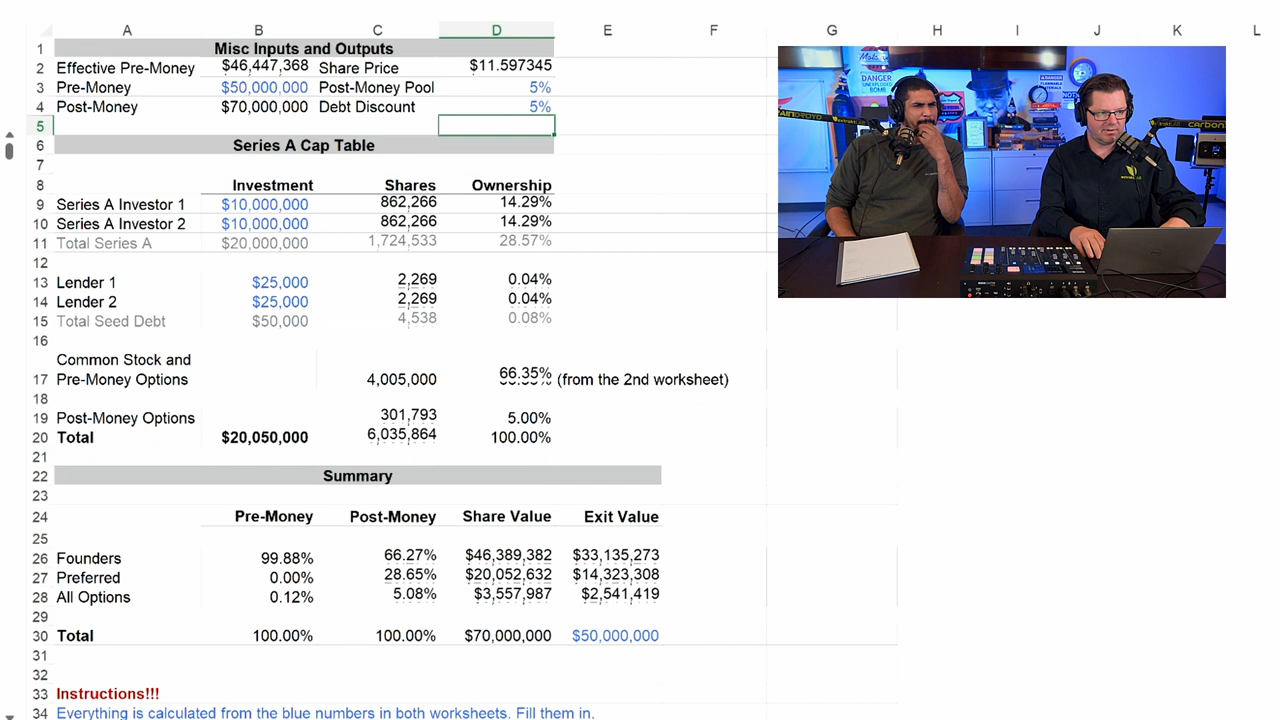 A B C D E F G H I J K L
1 Misc Inputs and Outputs
2 Effective Pre-Money $46,447,368 Share Price $11.597345
3 Pre-Money $50,000,000 Post-Money Pool 5%
4 Post-Money $70,000,000 Debt Discount 5%
5
6 Series A Cap Table
7
8 Investment Shares Ownership
9 Series A Investor 1 $10,000,000 862,266 14.29%
10 Series A Investor 2 $10,000,000 862,266 14.29%
11 Total Series A $20,000,000 1,724,533 28.57%
12
13 Lender 1 $25,000 2,269 0.04%
14 Lender 2 $25,000 2,269 0.04%
15 Total Seed Debt $50,000 4,538 0.08%
16
Common Stock and
17 Pre-Money Options 4,005,000 66.35% (from the 2nd worksheet)
18
19 Post-Money Options 301,793 5.00%
20 Total $20,050,000 6,035,864 100.00%
21
22 Summary
23
24 Pre-Money Post-Money Share Value Exit Value
25
26 Founders 99.88% 66.27% $46,389,382 $33,135,273
27 Preferred 0.00% 28.65% $20,052,632 $14,323,308
28 All Options 0.12% 5.08% $3,557,987 $2,541,419
29
30 Total 100.00% 100.00% $70,000,000 $50,000,000
31
32
33 Instructions!!!
34 Everything is calculated from the blue numbers in both worksheets. Fill them in.
DANGER
UNEXPLODED
BOMB